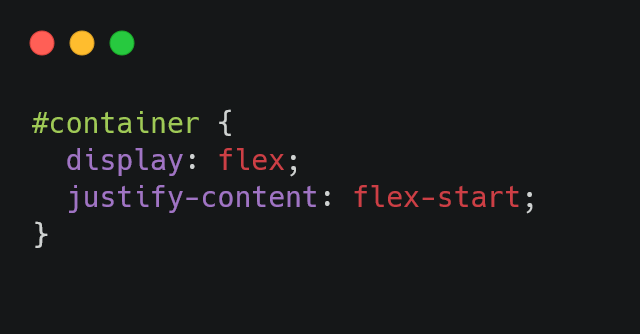 #container {
  display: flex;
  justify-content: flex-start;
}